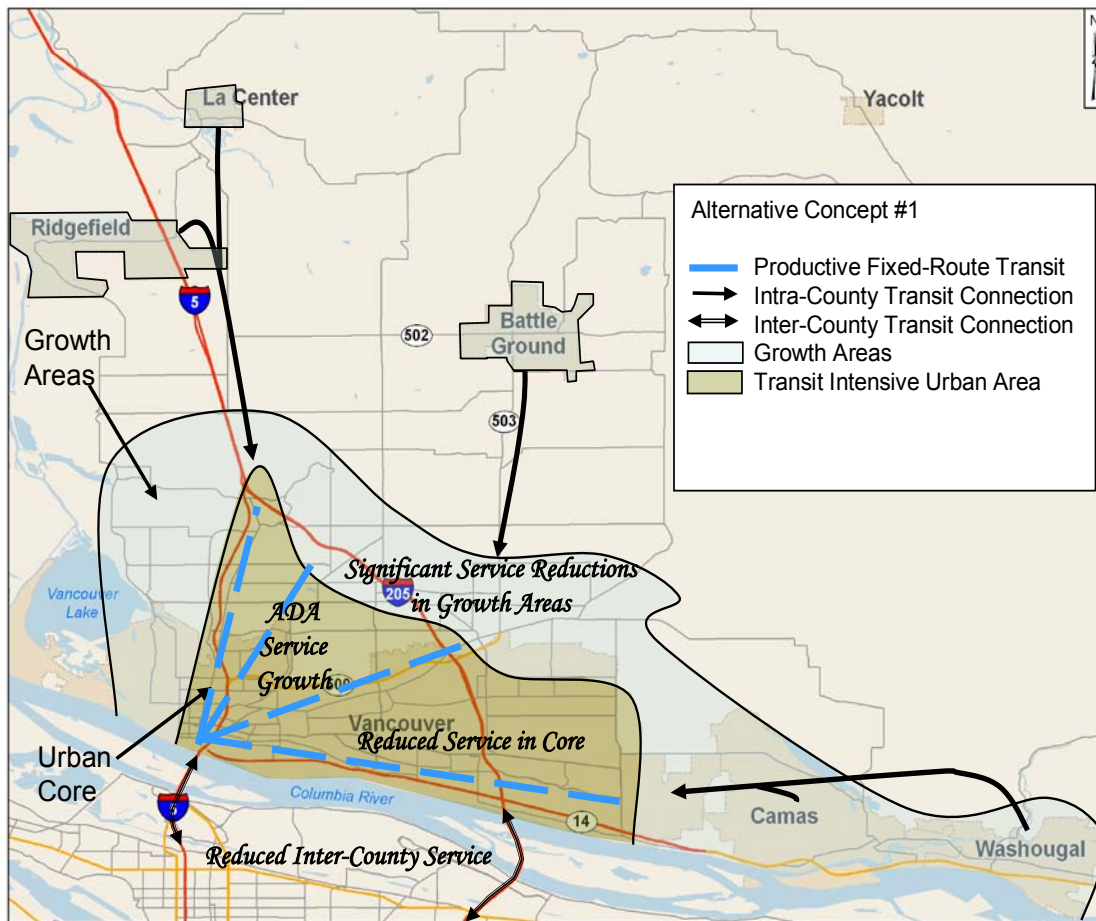 N
La Center
Yacolt
Ridgefield
Alternative Concept #1
Productive Fixed-Route Transit
Intra-County Transit Connection
Inter-County Transit Connection
Growth Areas
Transit Intensive Urban Area
5
Growth
Areas
502
Battle
Ground
503
Significant Service Reductions
in Growth Areas
205
Vancouver
Lake
ADA
Service
Growth
500
Vancouver
Reduced Service in Core
Urban
Core
Columbia River
5
14
Camas
Washougal
Reduced Inter-County Service